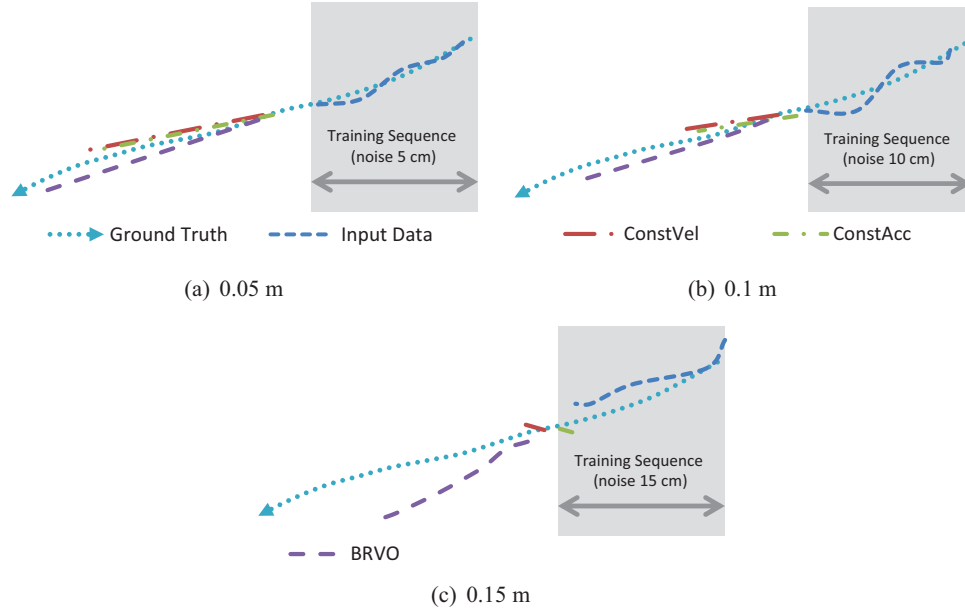 Training Sequence
(noise 5 cm)
Training Sequence
(noise 10 cm)
Ground Truth
Input Data
ConstVel
ConstAcc
(a) 0.05 m
(b) 0.1 m
Training Sequence
(noise 15 cm)
BRVO
(c) 0.15 m